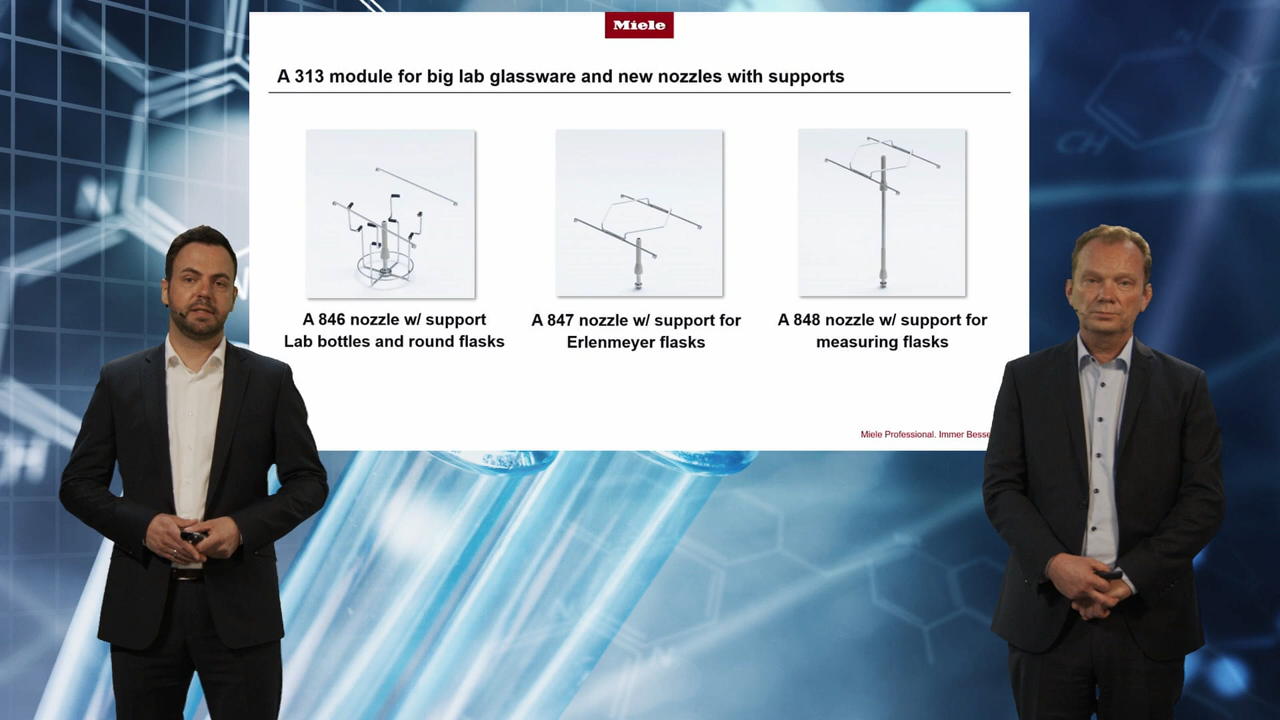 Miele
A 313 module for big lab glassware and new nozzles with supports
A 846 nozzle w/ support
Lab bottles and round flasks
A 847 nozzle w/ support for
Erlenmeyer flasks
A 848 nozzle w/ support for
measuring flasks
Miele Professional. Immer Besse
CH
N
H
N